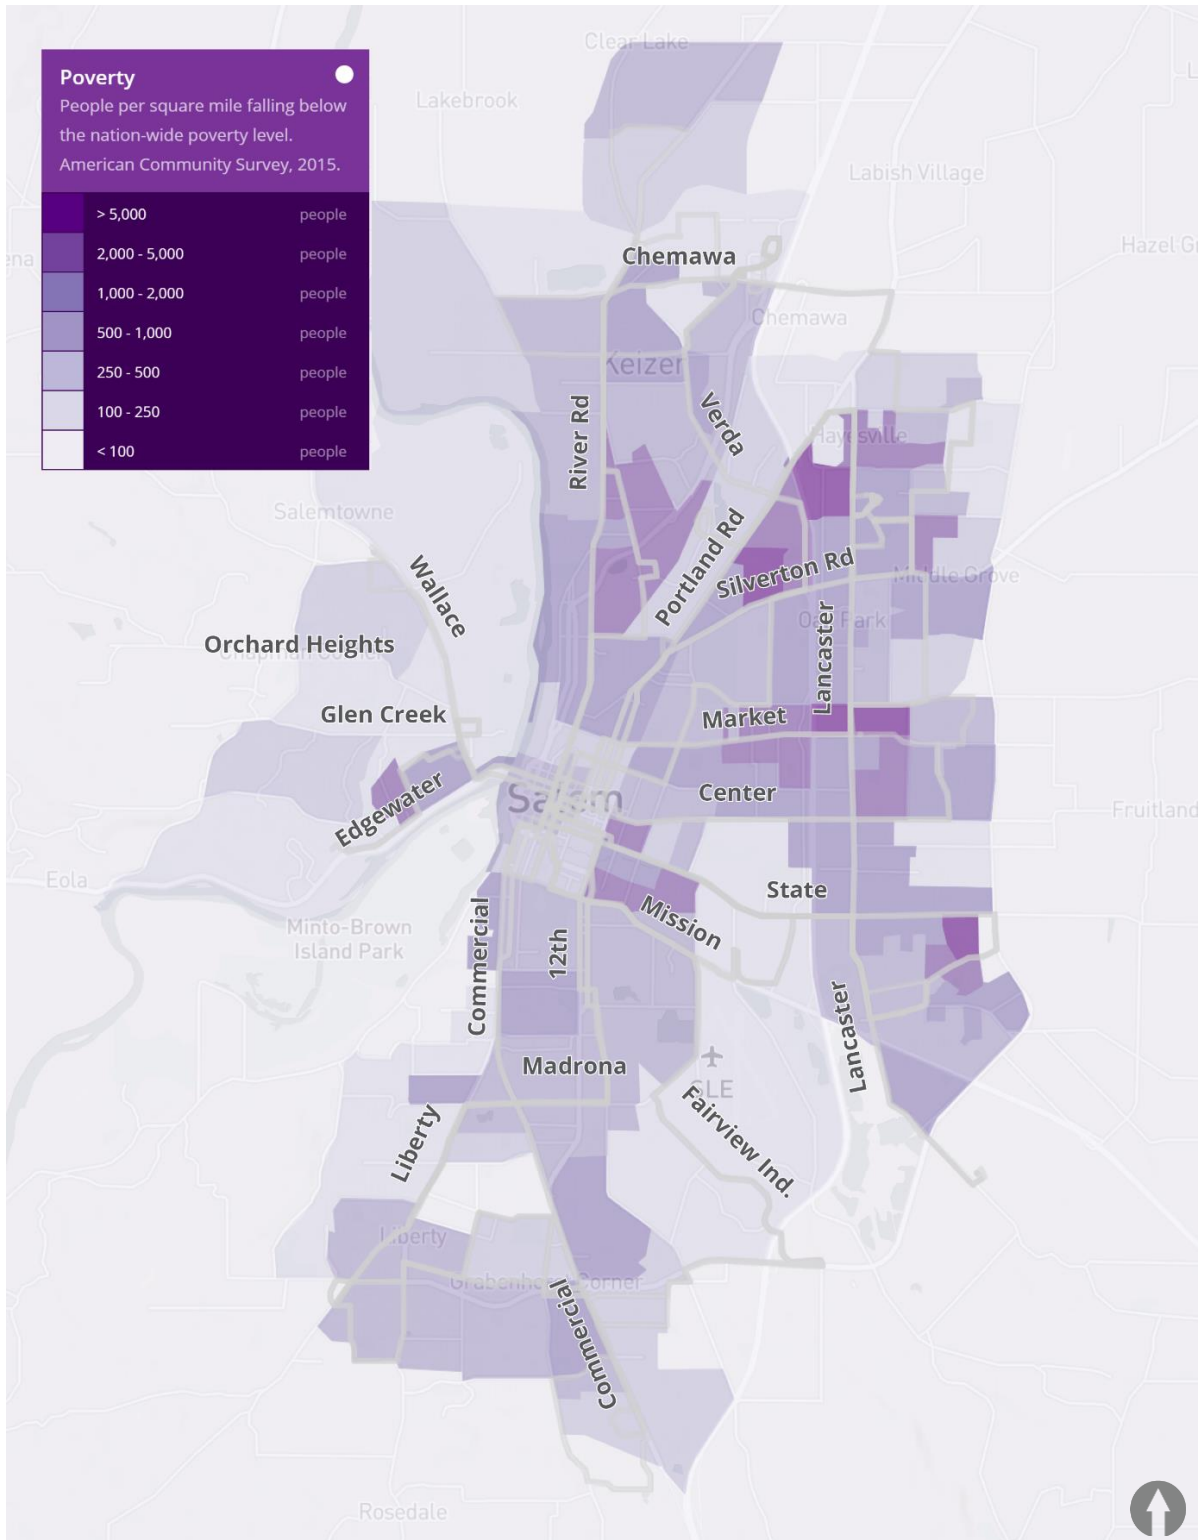 Clear Lake
Poverty
People per square mile falling below
the nation-wide poverty level.
American Community Survey, 2015.
> 5,000 people
2,000 - 5,000 people
1,000 - 2,000 people
500 - 1,000 people
250 - 500 people
100 - 250 people
< 100 people
Lakebrook
Labish Village
Chemawa
Chemawa
Keizer
River Rd
Verda
Hayesville
Salemtowne
Portland Rd
Silverton Rd
Middle Grove
Wallace
Orchard Heights
Lancaster
Glen Creek
Market
Edgewater
Salem
Center
Fruitland
Eola
State
Minto-Brown
Island Park
Mission
Commercial
12th
Lancaster
Madrona
SLE
Fairview Ind.
Liberty
Liberty
Commercial
Rosedale